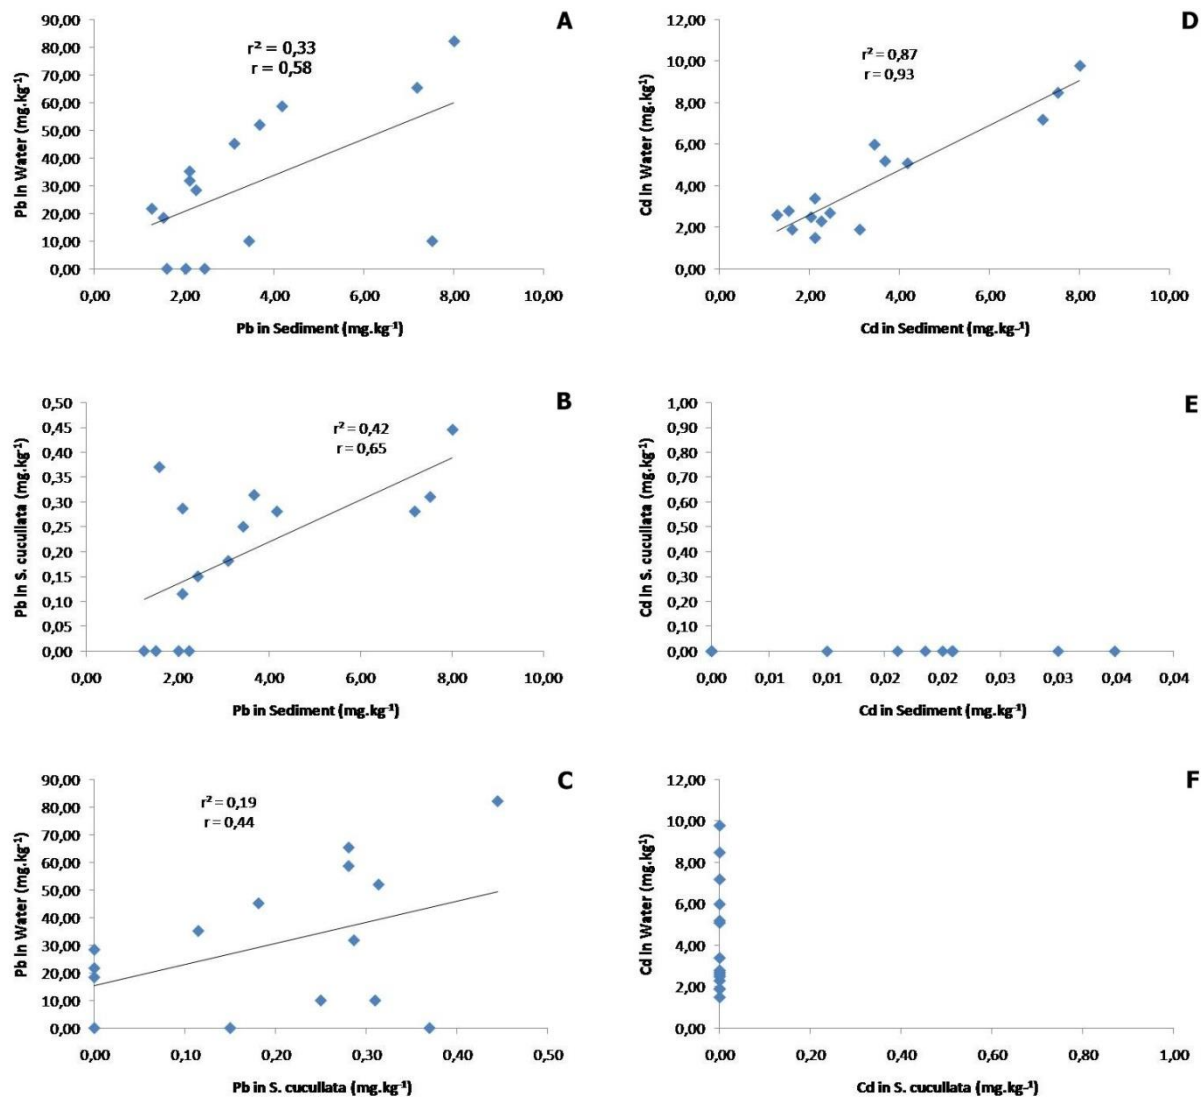 A
r² = 0,33
r = 0,58
Pb in Water (mg.kg⁻¹)
90,00
80,00
70,00
60,00
50,00
40,00
30,00
20,00
10,00
0,00
0,00 2,00 4,00 6,00 8,00 10,00
Pb in Sediment (mg.kg⁻¹)
D
r² = 0,87
r = 0,93
Cd in Water (mg.kg⁻¹)
12,00
10,00
8,00
6,00
4,00
2,00
0,00
0,00 2,00 4,00 6,00 8,00 10,00
Cd in Sediment (mg.kg⁻¹)
B
r² = 0,42
r = 0,65
Pb in S. cucullata (mg.kg⁻¹)
0,50
0,45
0,40
0,35
0,30
0,25
0,20
0,15
0,10
0,05
0,00
0,00 2,00 4,00 6,00 8,00 10,00
Pb in Sediment (mg.kg⁻¹)
E
Cd in S. cucullata (mg.kg⁻¹)
1,00
0,90
0,80
0,70
0,60
0,50
0,40
0,30
0,20
0,10
0,00
0,00 0,01 0,01 0,02 0,02 0,03 0,03 0,04 0,04
Cd in Sediment (mg.kg⁻¹)
C
r² = 0,19
r = 0,44
Pb in Water (mg.kg⁻¹)
90,00
80,00
70,00
60,00
50,00
40,00
30,00
20,00
10,00
0,00
0,00 0,10 0,20 0,30 0,40 0,50
Pb in S. cucullata (mg.kg⁻¹)
F
Cd in Water (mg.kg⁻¹)
12,00
10,00
8,00
6,00
4,00
2,00
0,00
0,00 0,20 0,40 0,60 0,80 1,00
Cd in S. cucullata (mg.kg⁻¹)